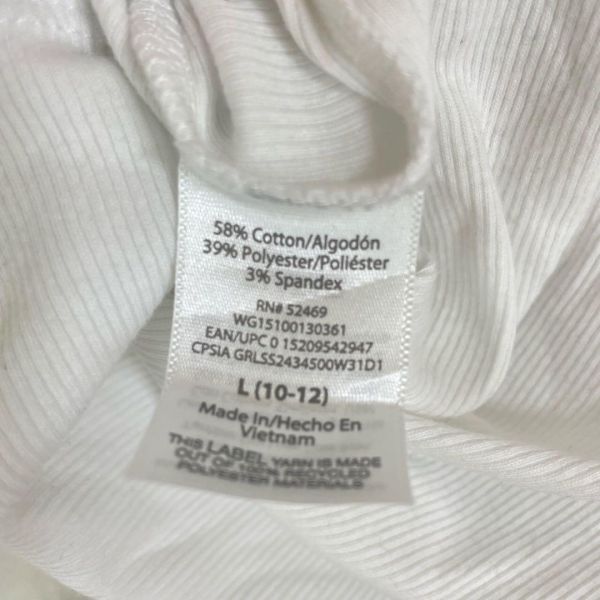 58% Cotton/Algodón
39% Polyester/Poliéster
3% Spandex
RN# 52469
WG15100130361
EAN/UPC 0 15209542947
CPSIA GRLSS2434500W31D1
L (10-12)
Made In/Hecho En
Vietnam
THIS LABEL YARN IS MADE
OUT OF 100% RECYCLED
POLYESTER MATERIALS